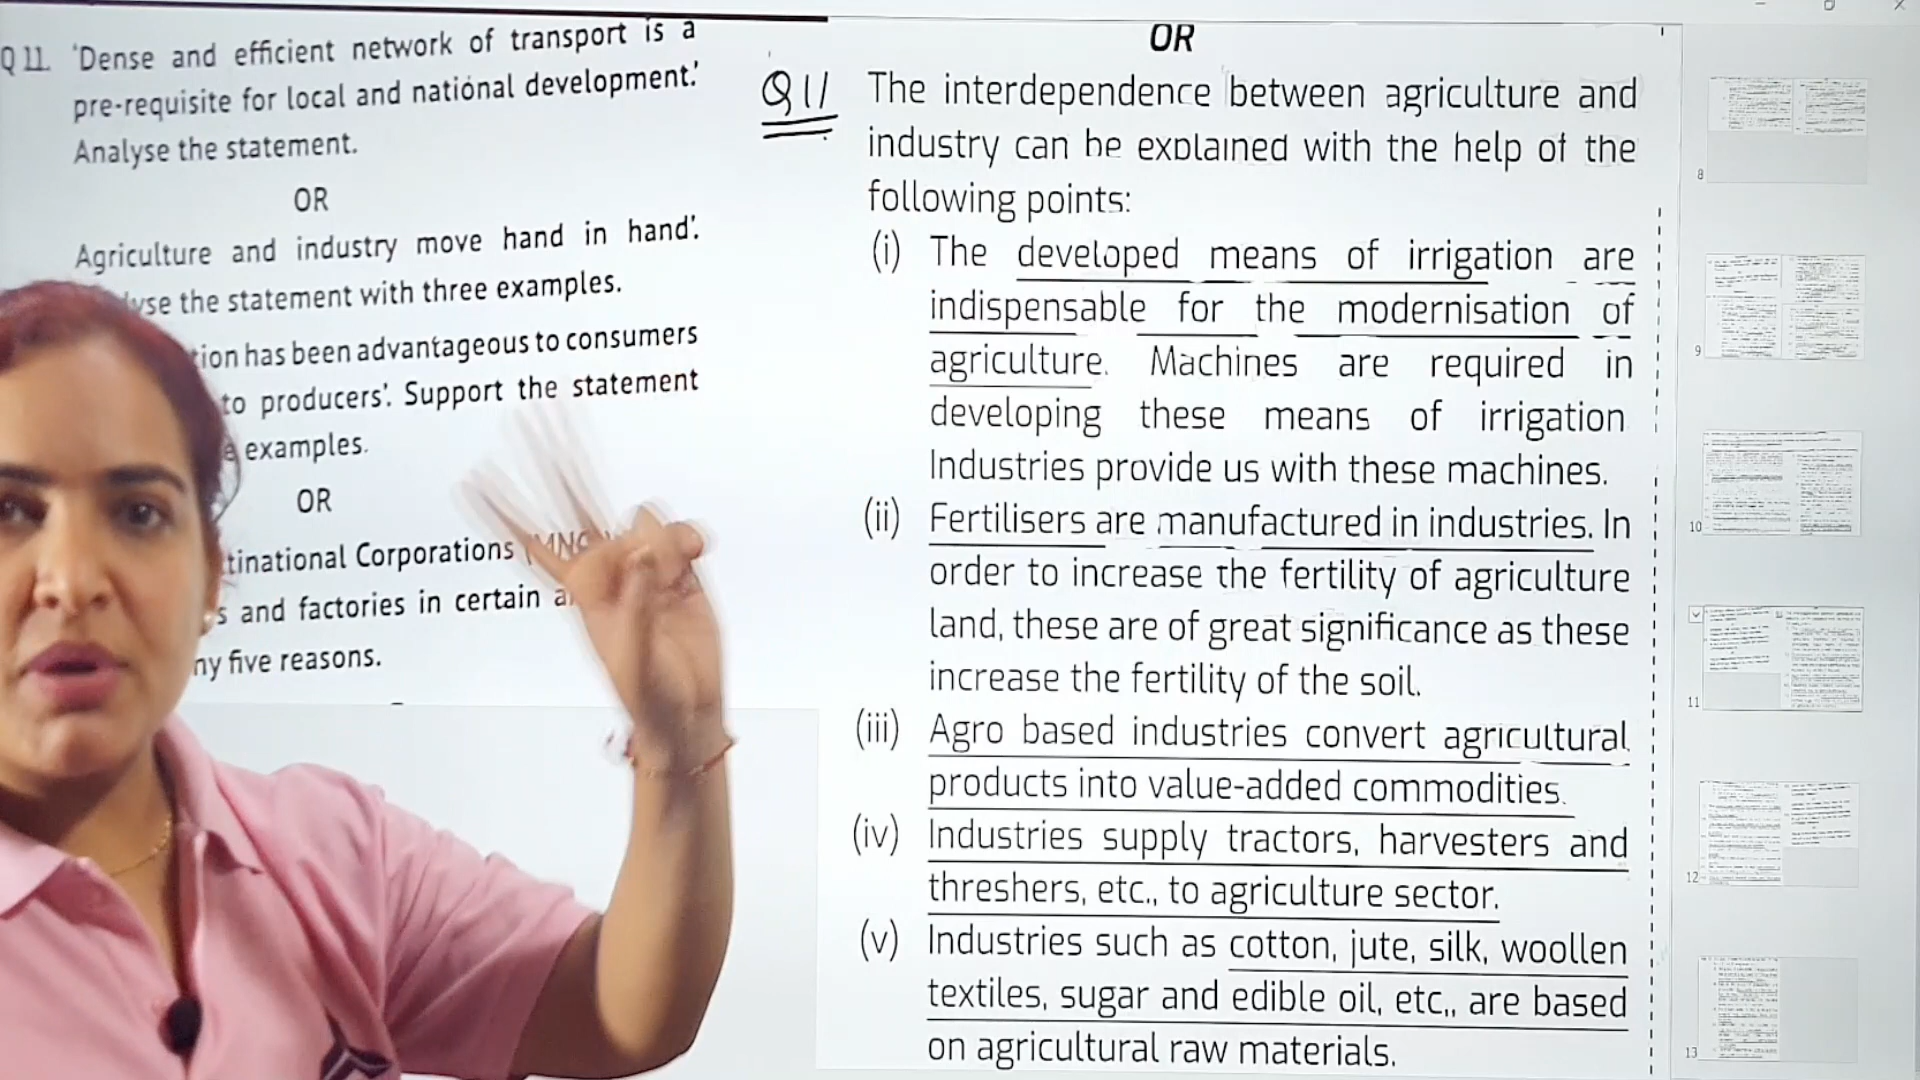 Q 11. 'Dense and efficient network of transport is a
pre-requisite for local and national development.'
Analyse the statement.
OR
Agriculture and industry move hand in hand'.
the statement with three examples.
has been advantageous to consumers
to producers'. Support the statement
examples.
OR
Corporations
and factories in certain
five reasons.
OR
Q11
The interdependence between agriculture and
industry can be explained with the help of the
following points:
(i) The developed means of irrigation are
indispensable for the modernisation of
agriculture. Machines are required in
developing these means of irrigation
Industries provide us with these machines.
(ii) Fertilisers are manufactured in industries. In
order to increase the fertility of agriculture
land, these are of great significance as these
increase the fertility of the soil.
(iii) Agro based industries convert agricultural
products into value-added commodities.
(iv) Industries supply tractors, harvesters and
threshers, etc., to agriculture sector.
(v) Industries such as cotton, jute, silk, woollen
textiles, sugar and edible oil, etc,, are based
on agricultural raw materials.
8
9
10
11
12
13